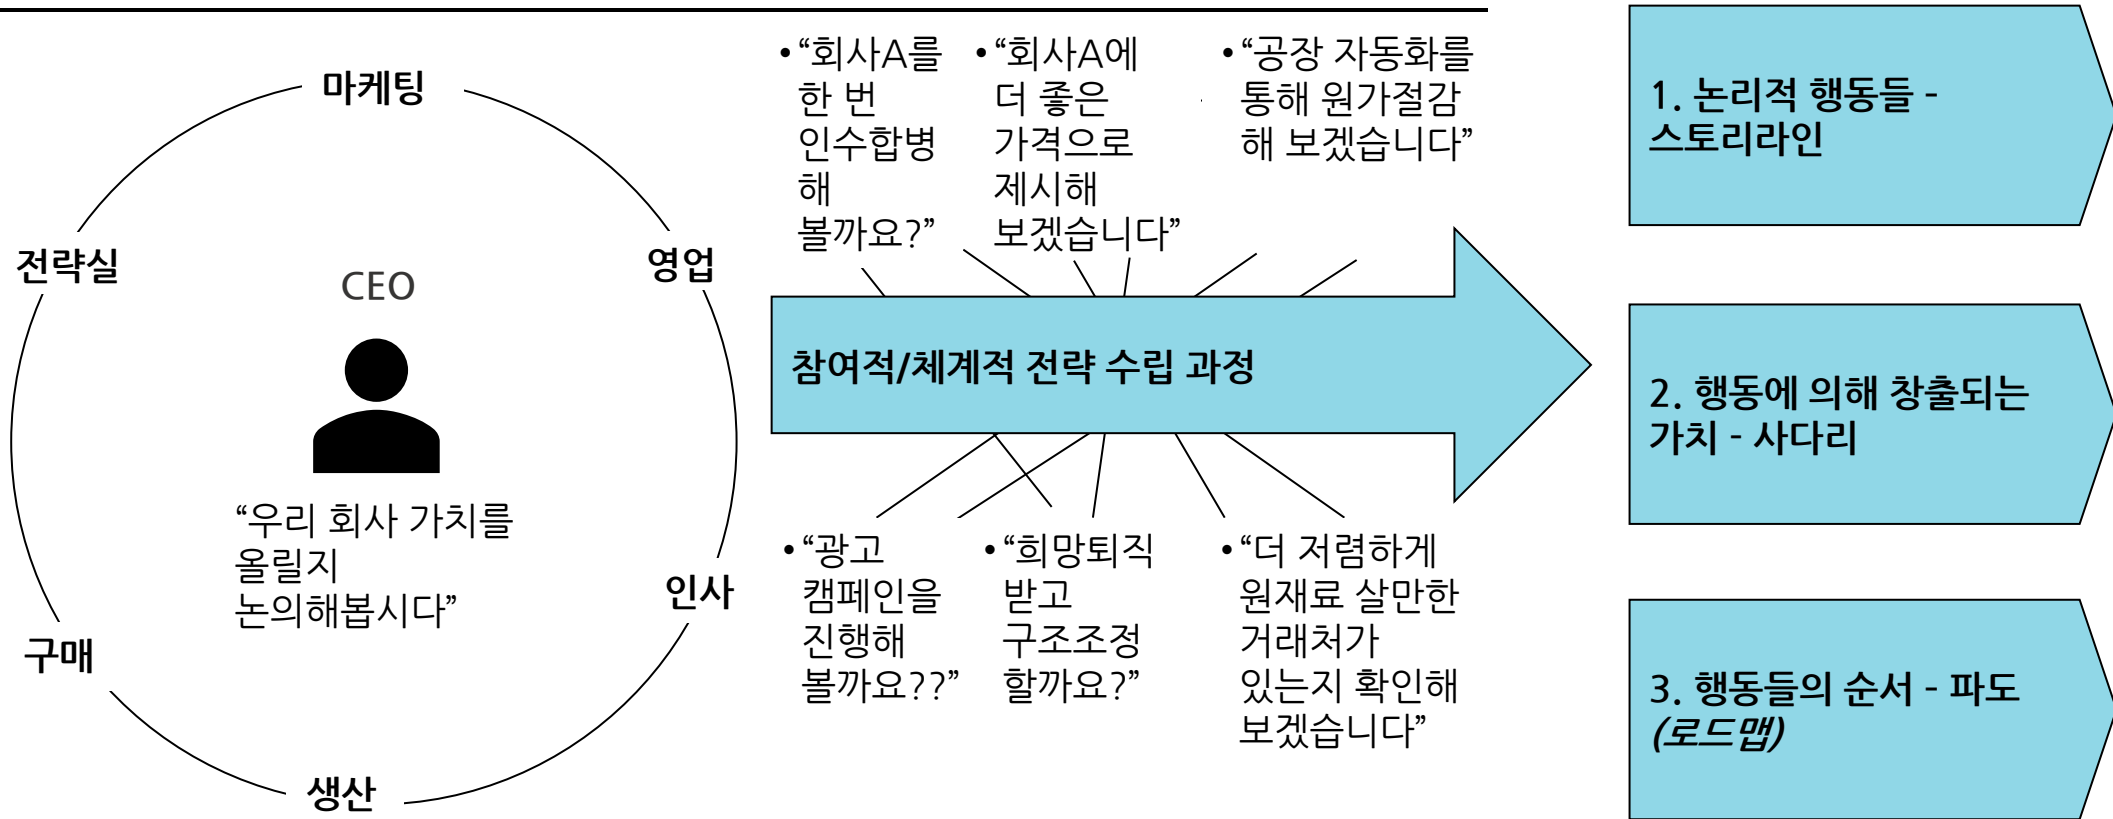 마케팅
전략실
영업
CEO
“우리 회사 가치를
올릴지
논의해봅시다”
인사
구매
생산
•“회사A를
한 번
인수합병
해
볼까요?”
•“회사A에
더 좋은
가격으로
제시해
보겠습니다”
•“공장 자동화를
통해 원가절감
해 보겠습니다”
참여적/체계적 전략 수립 과정
•“광고
캠페인을
진행해
볼까요??”
•“희망퇴직
받고
구조조정
할까요?”
•“더 저렴하게
원재료 살만한
거래처가
있는지 확인해
보겠습니다”
1. 논리적 행동들 -
스토리라인
2. 행동에 의해 창출되는
가치 - 사다리
3. 행동들의 순서 - 파도
(로드맵)